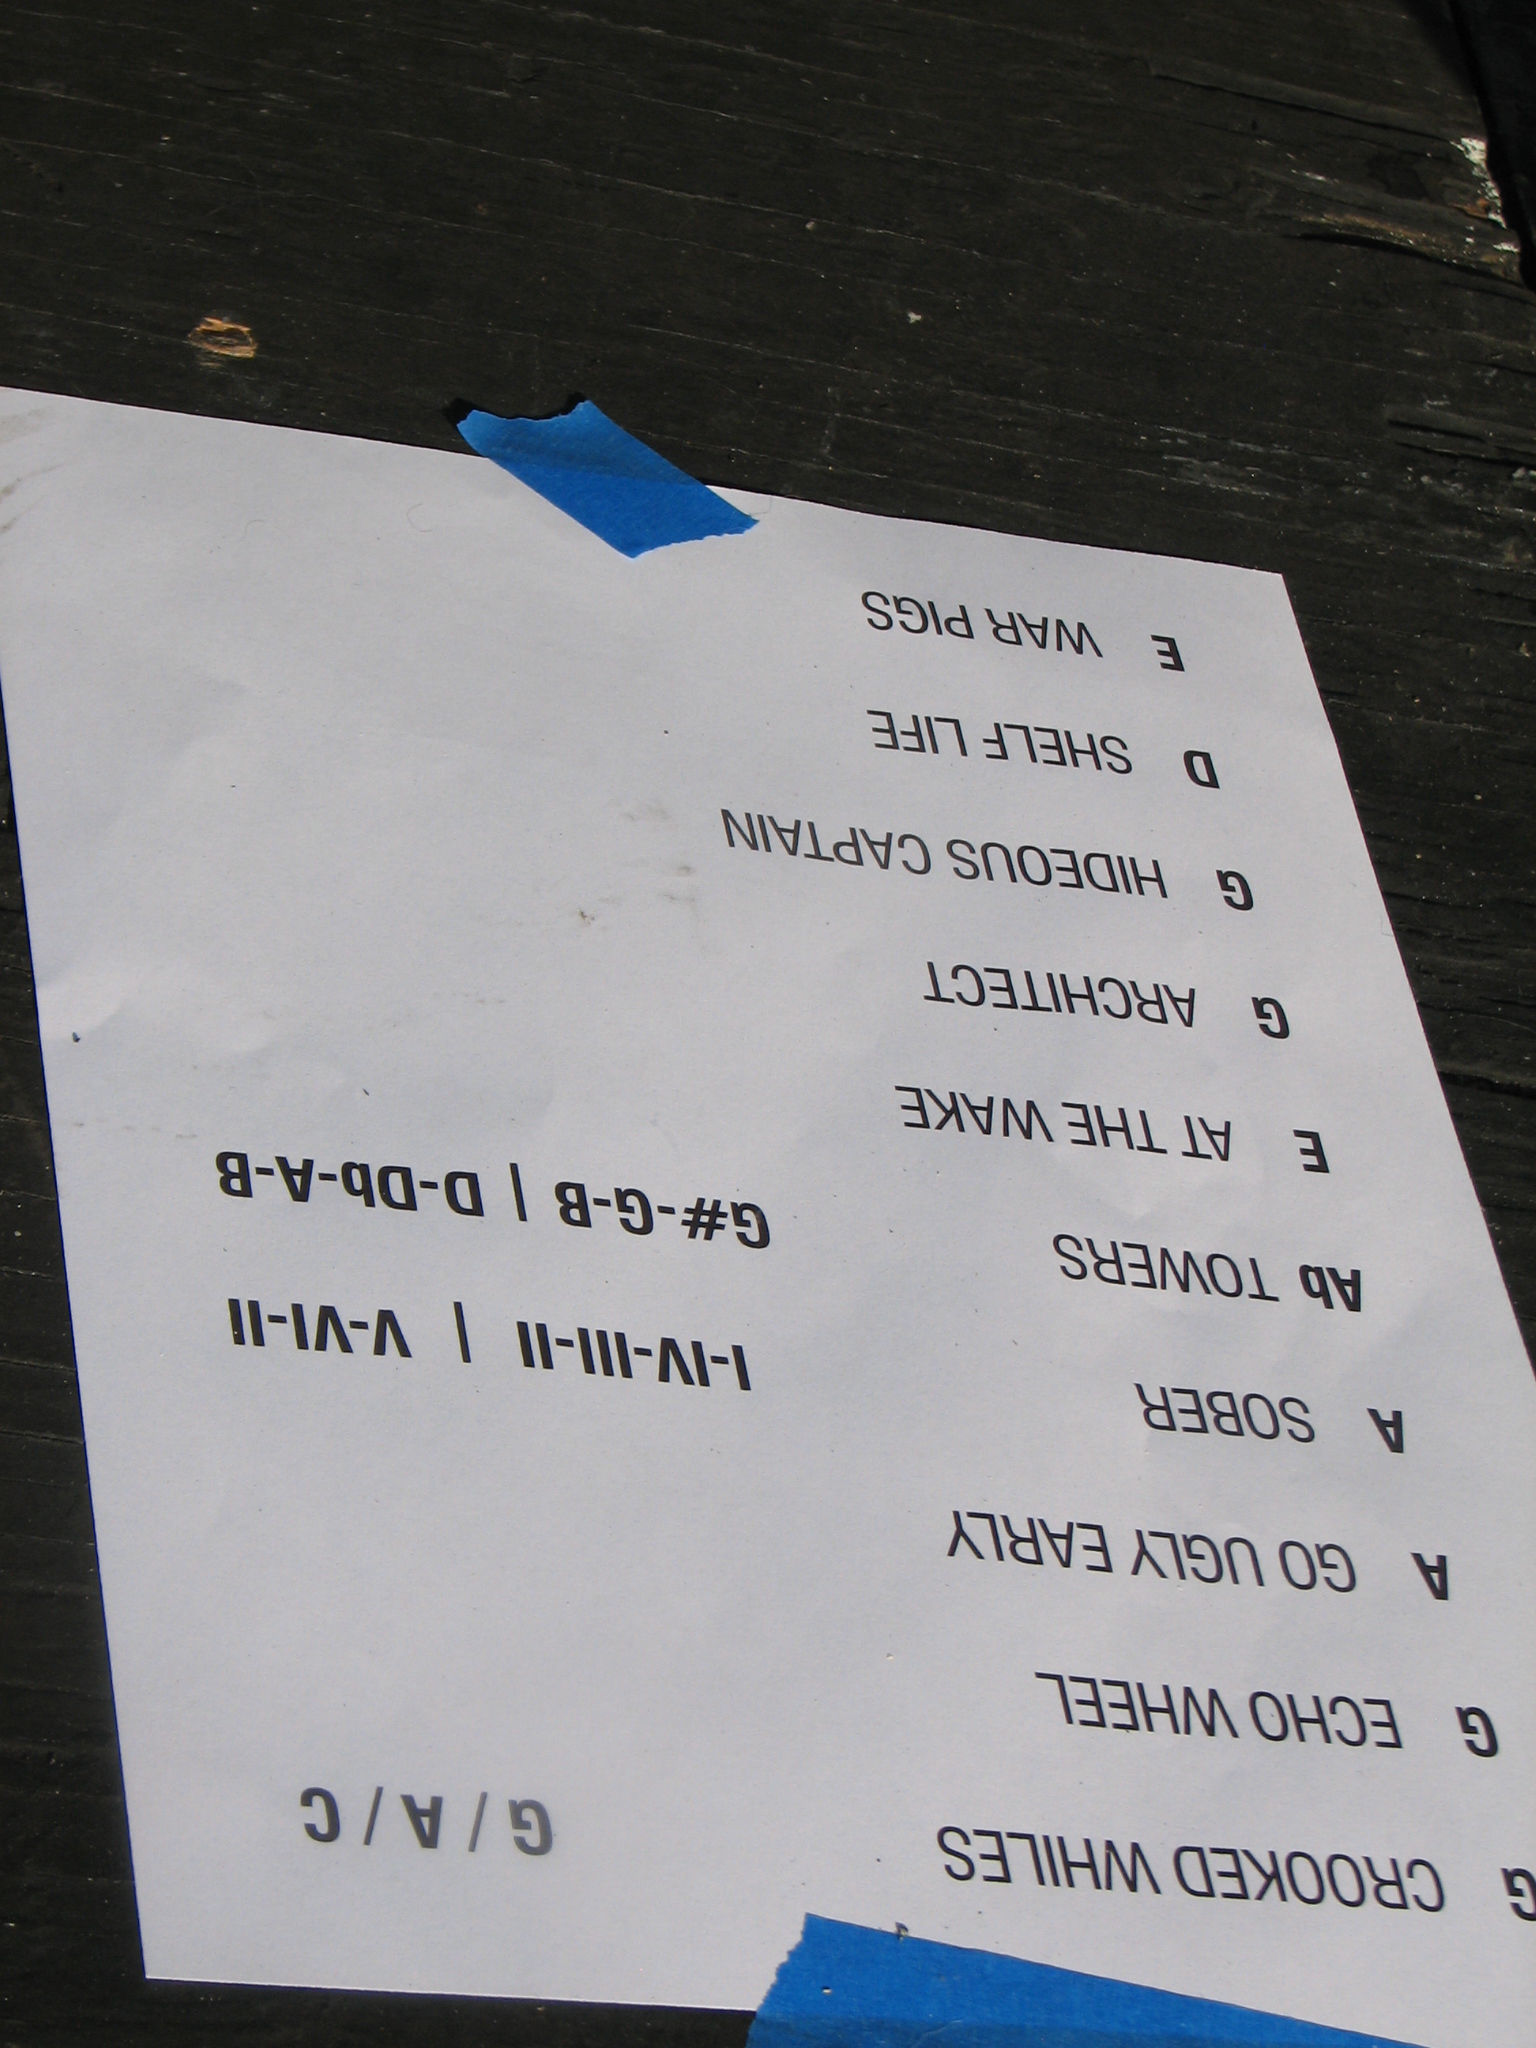 G CROOKED WHILES G / A / C
G ECHO WHEEL
A GO UGLY EARLY
A SOBER I-IV-III-II | V-VI-II
Ab TOWERS G#-G-B | D-Db-A-B
E AT THE WAKE
G ARCHITECT
G HIDEOUS CAPTAIN
D SHELF LIFE
E WAR PIGS